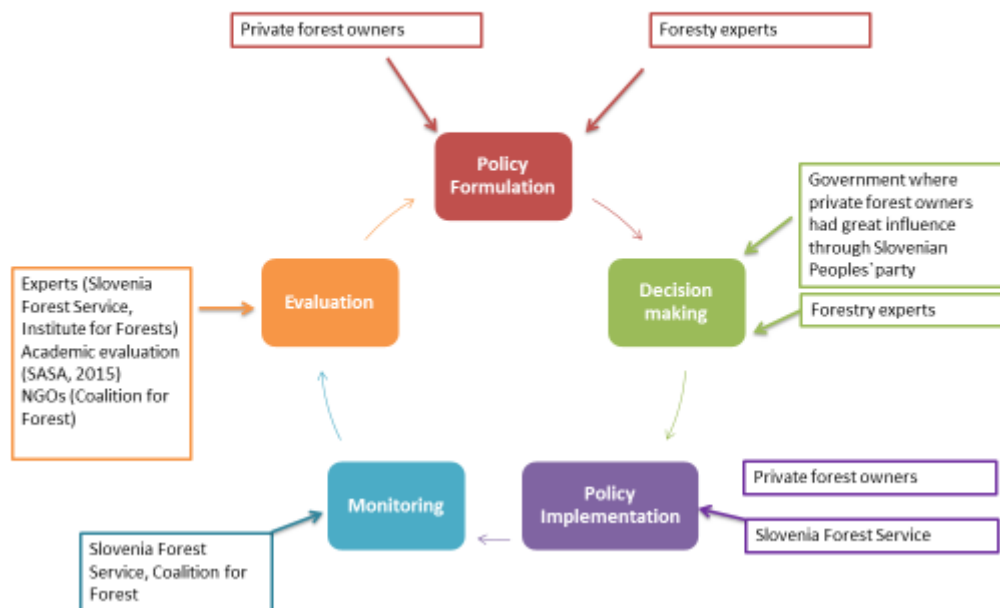 Private forest owners
Foresty experts
Policy
Formulation
Government where
private forest owners
had great influence
through Slovenian
Peoples`party
Forestry experts
Decision
making
Evaluation
Experts (Slovenia
Forest Service,
Institute for Forests)
Academic evaluation
(SASA, 2015)
NGOs (Coalition for
Forest)
Private forest owners
Slovenia Forest Service
Policy
Implementation
Monitoring
Slovenia Forest
Service, Coalition for
Forest